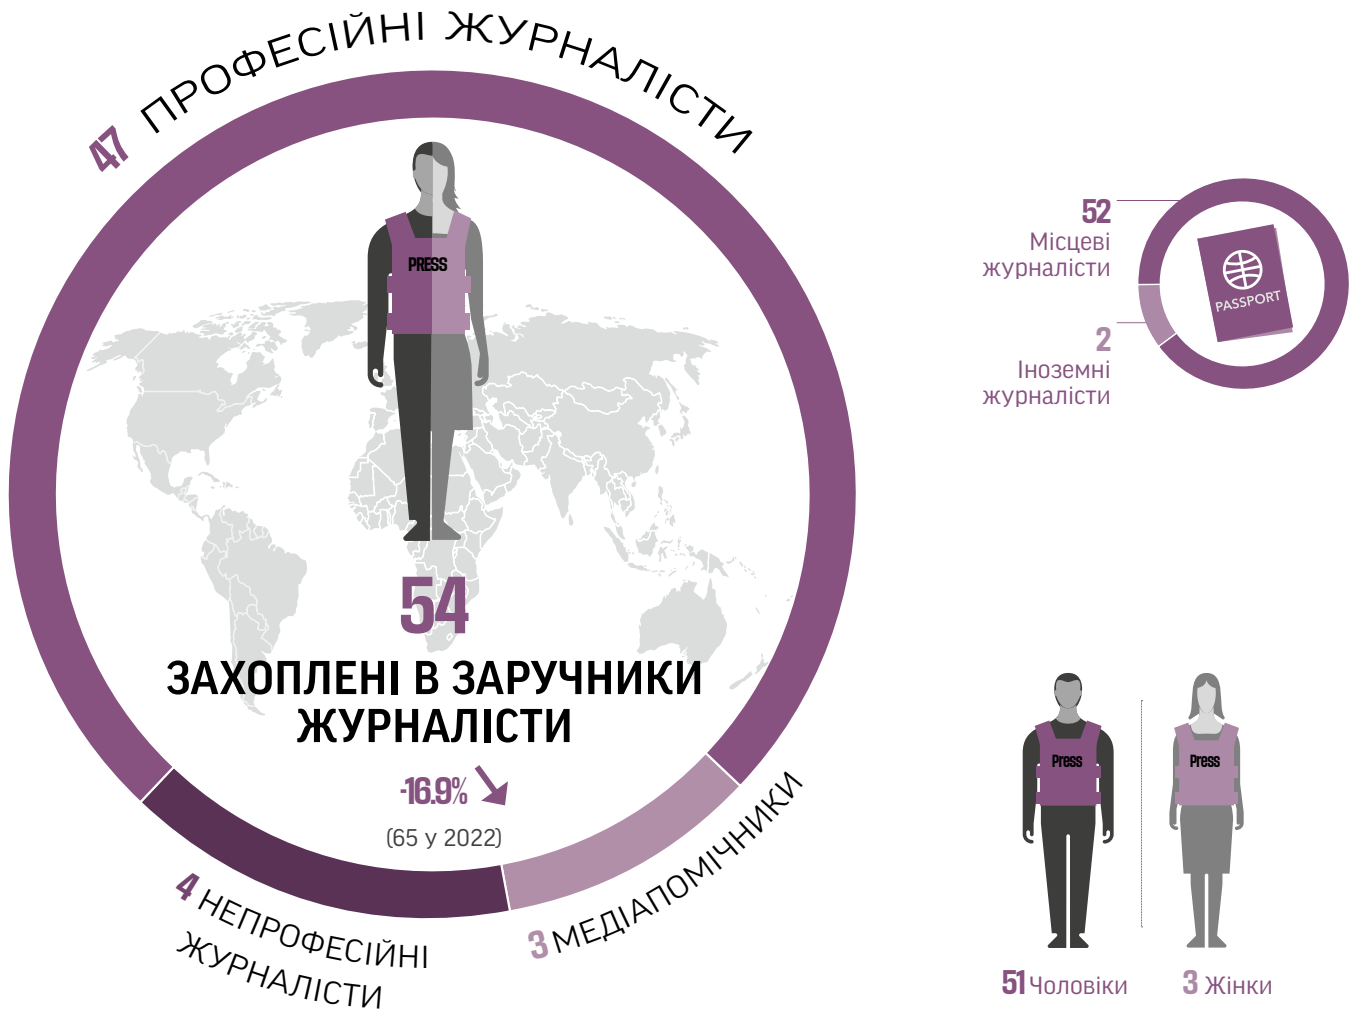 47 ПРОФЕСІЙНІ ЖУРНАЛІСТИ
PRESS
54
ЗАХОПЛЕНІ В ЗАРУЧНИКИ
ЖУРНАЛІСТИ
-16.9%
(65 у 2022)
4 НЕПРОФЕСІЙНІ
ЖУРНАЛІСТИ
3 МЕДІАПОМІЧНИКИ
52
Місцеві
журналісти
2
Іноземні
журналісти
PASSPORT
Press
Press
51 Чоловіки
3 Жінки